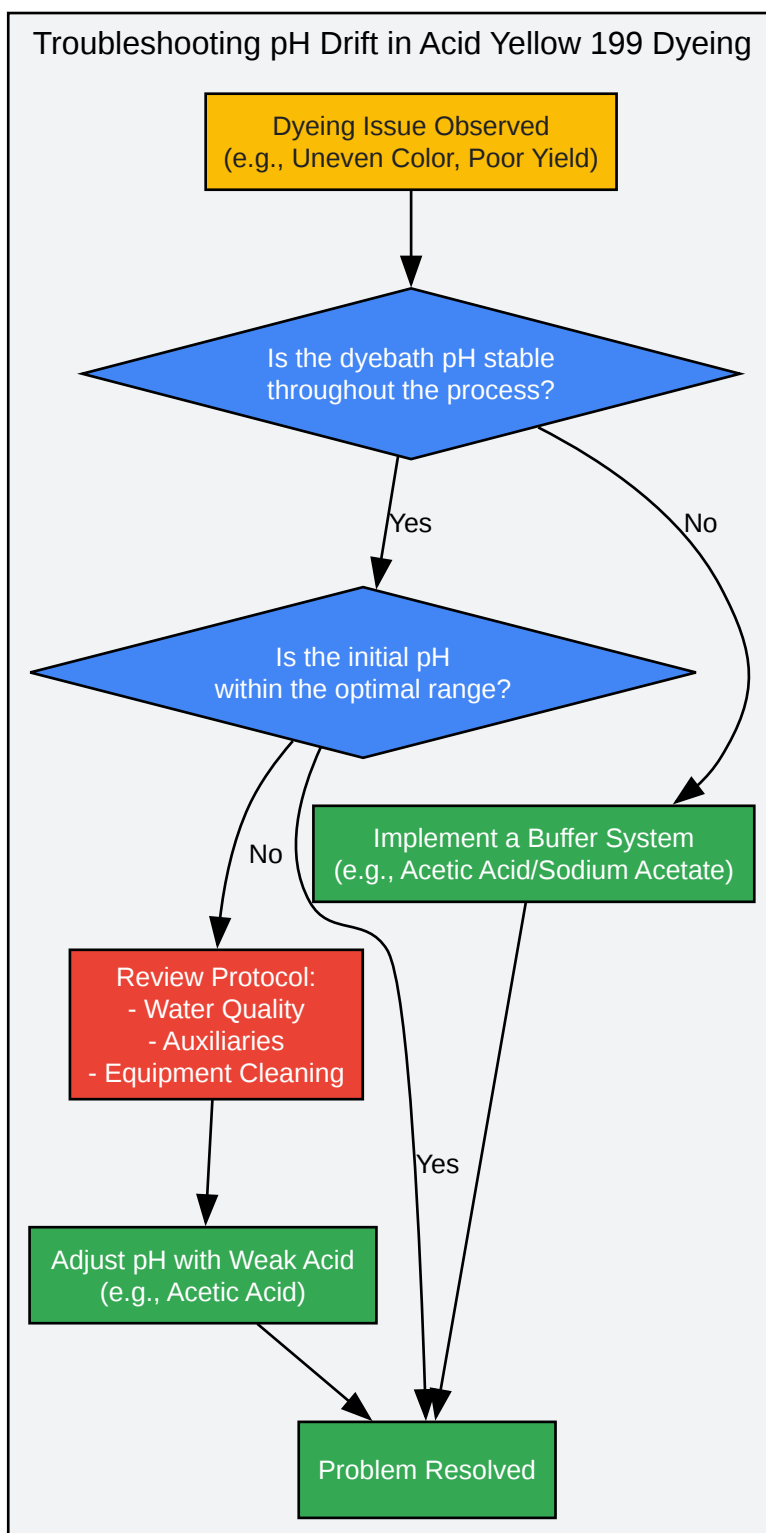 Troubleshooting pH Drift in Acid Yellow 199 Dyeing
Dyeing Issue Observed
(e.g., Uneven Color, Poor Yield)
Is the dyebath pH stable
throughout the process?
Yes
No
Is the initial pH
within the optimal range?
Implement a Buffer System
(e.g., Acetic Acid/Sodium Acetate)
No
Review Protocol:
- Water Quality
- Auxiliaries
- Equipment Cleaning
Yes
Adjust pH with Weak Acid
(e.g., Acetic Acid)
Problem Resolved